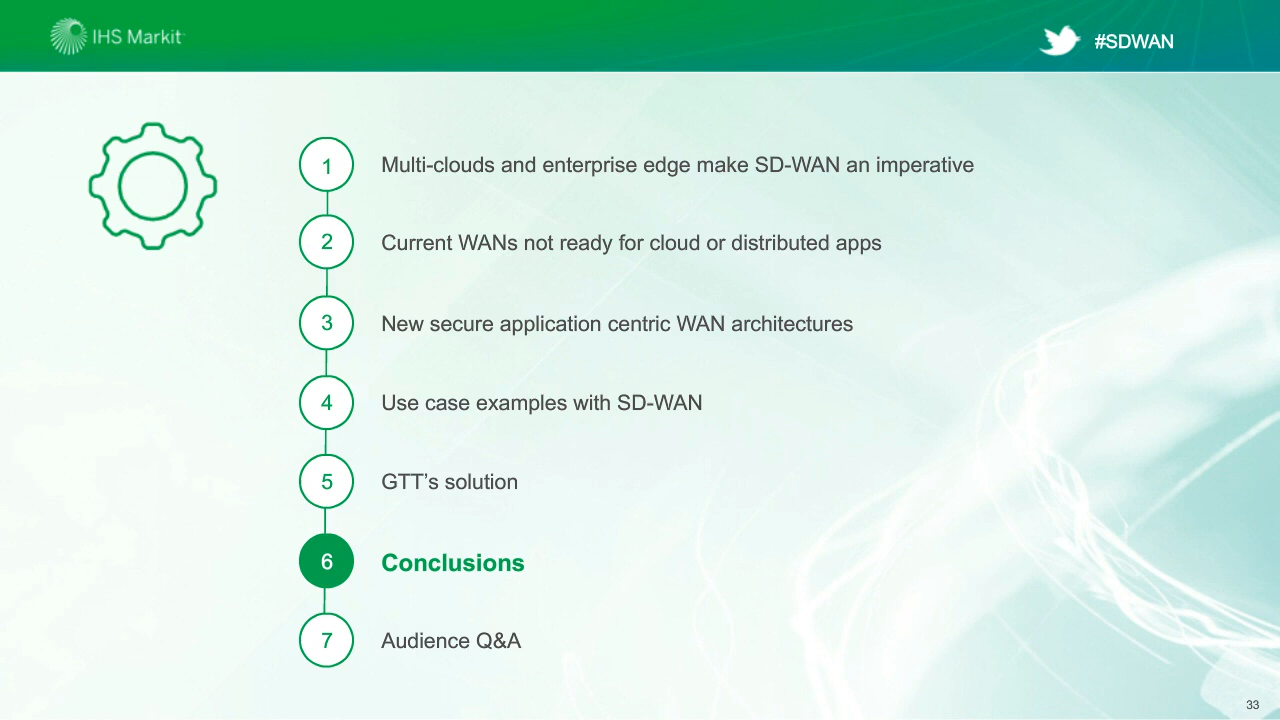 IHS Markit
#SDWAN
1 Multi-clouds and enterprise edge make SD-WAN an imperative
2 Current WANs not ready for cloud or distributed apps
3 New secure application centric WAN architectures
4 Use case examples with SD-WAN
5 GTT’s solution
6 Conclusions
7 Audience Q&A
33